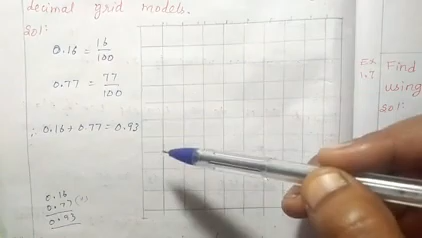 decimal grid models.
Sol:
0.16 = 16/100
0.77 = 77/100
∴ 0.16 + 0.77 = 0.93
0.16
0.77 (+)
0.93
Ex 1.7
Find
using
Sol: